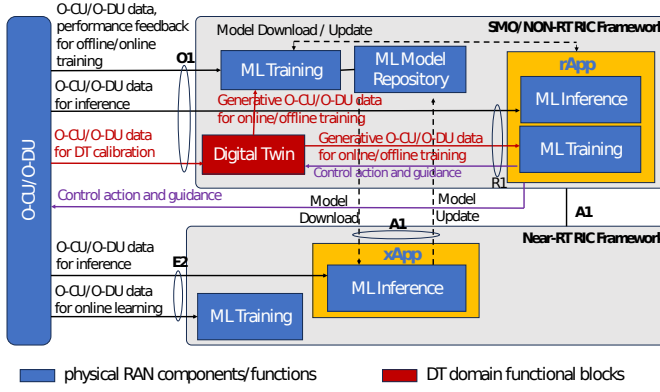 O-CU/O-DU data,
performance feedback
for offline/online
training
O-CU/O-DU data
for inference
O-CU/O-DU data
for DT calibration
Control action and guidance
O-CU/O-DU
O1
SMO/NON-RT RIC Framework
Model Download / Update
ML Training
ML Model
Repository
rApp
ML Inference
ML Training
Generative O-CU/O-DU data
for online/offline training
Digital Twin
Generative O-CU/O-DU data
for online/offline training
Control action and guidance
R1
Model
Download
Model
Update
A1
A1
Near-RT RIC Framework
O-CU/O-DU data
for inference
E2
O-CU/O-DU data
for online learning
xApp
ML Inference
ML Training
physical RAN components/functions
DT domain functional blocks